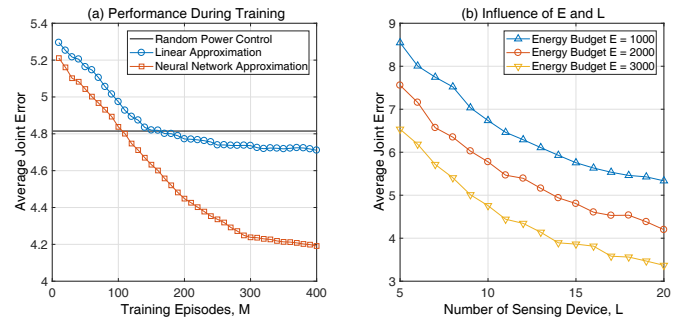 (a) Performance During Training
5.4
5.2
5
4.8
4.6
4.4
4.2
4
Average Joint Error
Random Power Control
Linear Approximation
Neural Network Approximation
0 100 200 300 400
Training Episodes, M
(b) Influence of E and L
9
8
7
6
5
4
3
Average Joint Error
Energy Budget E = 1000
Energy Budget E = 2000
Energy Budget E = 3000
5 10 15 20
Number of Sensing Device, L